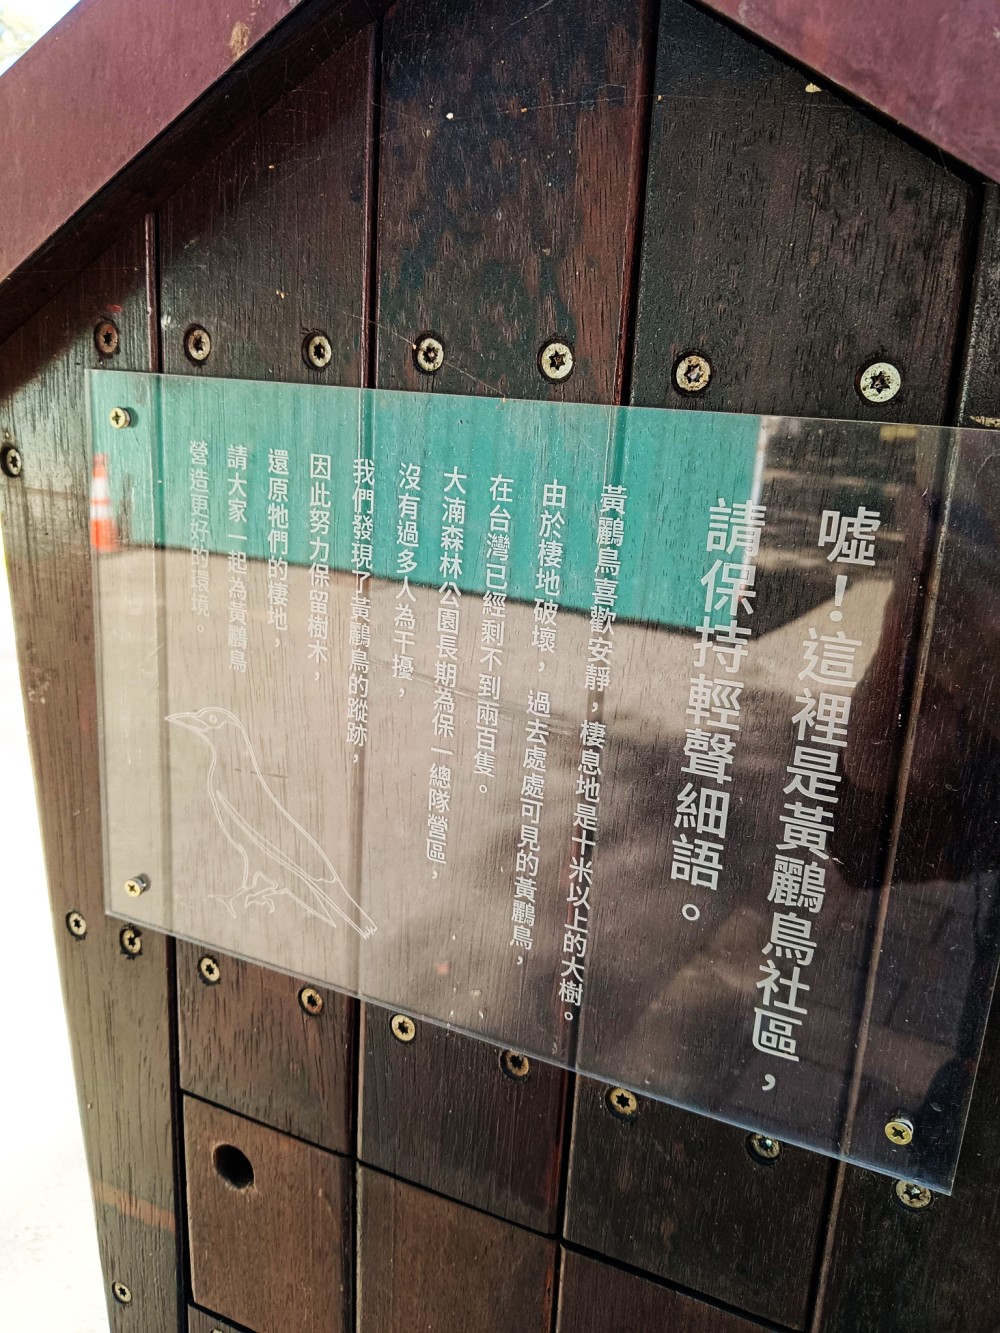 噓！這裡是黃鸝鳥社區，
請保持輕聲細語。
黃鸝鳥喜歡安靜，棲息地是十米以上的大樹。
由於棲地破壞，過去處處可見的黃鸝鳥，
在台灣已經剩不到兩百隻。
大湳森林公園長期為保一總隊營區，
沒有過多人為干擾，
我們發現了黃鸝鳥的蹤跡，
因此努力保留樹木，
還原牠們的棲地，
請大家一起為黃鸝鳥
營造更好的環境。